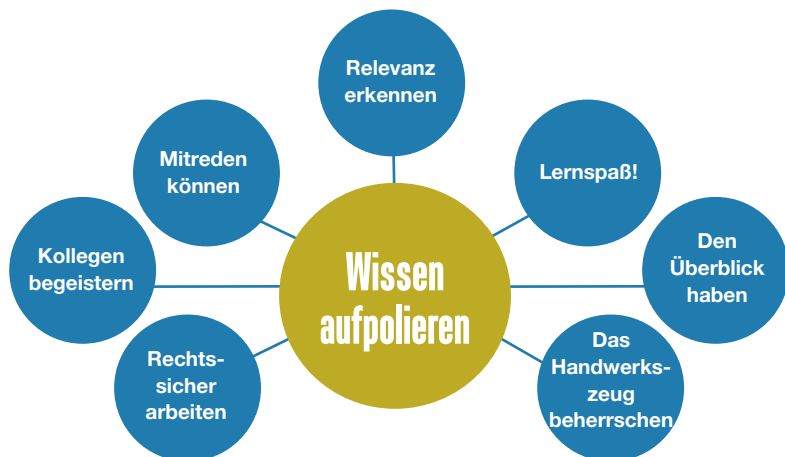 Relevanz
erkennen
Mitreden
können
Lernspaß!
Kollegen
begeistern
Den
Überblick
haben
Wissen
aufpolieren
Rechts-
sicher
arbeiten
Das
Handwerks-
zeug
beherrschen